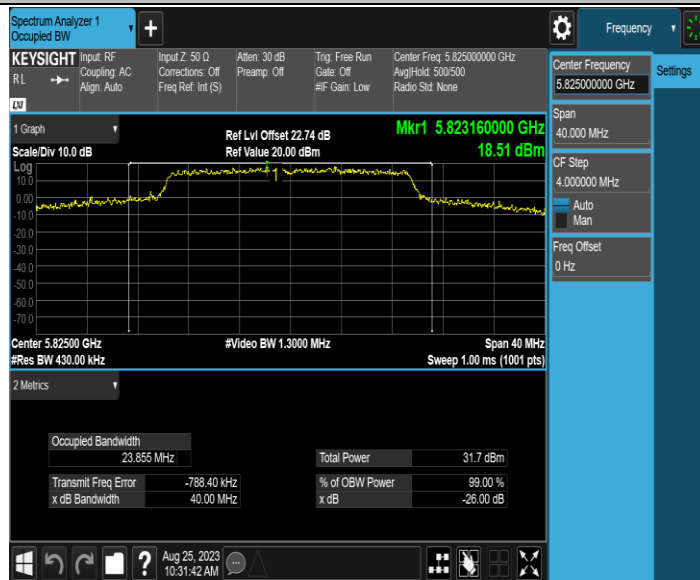 Spectrum Analyzer 1
Occupied BW
+
Frequency
KEYSIGHT
RL
LXI
Input: RF
Coupling: AC
Align: Auto
Input Z: 50 Ω
Corrections: Off
Freq Ref: Int (S)
Atten: 30 dB
Preamp: Off
Trig: Free Run
Gate: Off
#IF Gain: Low
Center Freq: 5.825000000 GHz
Avg|Hold: 500/500
Radio Std: None
Center Frequency
5.825000000 GHz
Settings
Span
40.000 MHz
CF Step
4.000000 MHz
Auto
Man
Freq Offset
0 Hz
1 Graph
Scale/Div 10.0 dB
Ref Lvl Offset 22.74 dB
Ref Value 20.00 dBm
Mkr1 5.823160000 GHz
18.51 dBm
Log
10.0
0.00
-10.0
-20.0
-30.0
-40.0
-50.0
-60.0
-70.0
1
Center 5.82500 GHz
#Video BW 1.3000 MHz
Span 40 MHz
#Res BW 430.00 kHz
Sweep 1.00 ms (1001 pts)
2 Metrics
Occupied Bandwidth
23.855 MHz
Total Power 31.7 dBm
Transmit Freq Error -788.40 kHz
% of OBW Power 99.00 %
x dB Bandwidth 40.00 MHz
x dB -26.00 dB
?
Aug 25, 2023
10:31:42 AM